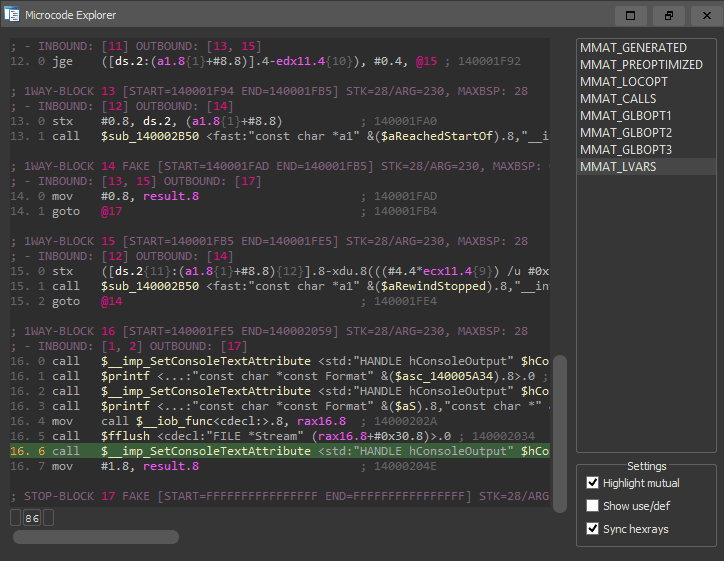 Microcode Explorer
; - INBOUND: [11] OUTBOUND: [13, 15]
12. 0 jge ([ds.2:(a1.8{1}+#8.8)].4-edx11.4{10}), #0.4, @15 ; 140001F92
; 1WAY-BLOCK 13 [START=140001F94 END=140001FB5] STK=28/ARG=230, MAXBSP: 28
; - INBOUND: [12] OUTBOUND: [14]
13. 0 stx #0.8, ds.2, (a1.8{1}+#8.8) ; 140001FA0
13. 1 call $sub_140002B50 <fast:"const char *a1" &($aReachedStartOf).8,"__i
; 1WAY-BLOCK 14 FAKE [START=140001FAD END=140001FB5] STK=28/ARG=230, MAXBSP:
; - INBOUND: [13, 15] OUTBOUND: [17]
14. 0 mov #0.8, result.8 ; 140001FAD
14. 1 goto @17 ; 140001FB4
; 1WAY-BLOCK 15 [START=140001FB5 END=140001FE5] STK=28/ARG=230, MAXBSP: 28
; - INBOUND: [12] OUTBOUND: [14]
15. 0 stx ([ds.2{11}:(a1.8{1}+#8.8){12}].8-xdu.8(((#4.4*ecx11.4{9}) /u #0x
15. 1 call $sub_140002B50 <fast:"const char *a1" &($aRewindStopped).8,"__in
15. 2 goto @14 ; 140001FE4
; 1WAY-BLOCK 16 [START=140001FE5 END=140002059] STK=28/ARG=230, MAXBSP: 28
; - INBOUND: [1, 2] OUTBOUND: [17]
16. 0 call $__imp_SetConsoleTextAttribute <std:"HANDLE hConsoleOutput" $hCo
16. 1 call $printf <...:"const char *const Format" &($asc_140005A34).8>.0 ;
16. 2 call $__imp_SetConsoleTextAttribute <std:"HANDLE hConsoleOutput" $hCo
16. 3 call $printf <...:"const char *const Format" &($aS).8,"const char *" <
16. 4 mov call $__iob_func<cdecl:>.8, rax16.8 ; 14000202A
16. 5 call $fflush <cdecl:"FILE *Stream" (rax16.8+#0x30.8)>.0 ; 140002034
16. 6 call $__imp_SetConsoleTextAttribute <std:"HANDLE hConsoleOutput" $hCo
16. 7 mov #1.8, result.8 ; 14000204E
; STOP-BLOCK 17 FAKE [START=FFFFFFFFFFFFFFFF END=FFFFFFFFFFFFFFFF] STK=28/ARG
86
MMAT_GENERATED
MMAT_PREOPTIMIZED
MMAT_LOCOPT
MMAT_CALLS
MMAT_GLBOPT1
MMAT_GLBOPT2
MMAT_GLBOPT3
MMAT_LVARS
Settings
Highlight mutual
Show use/def
Sync hexrays